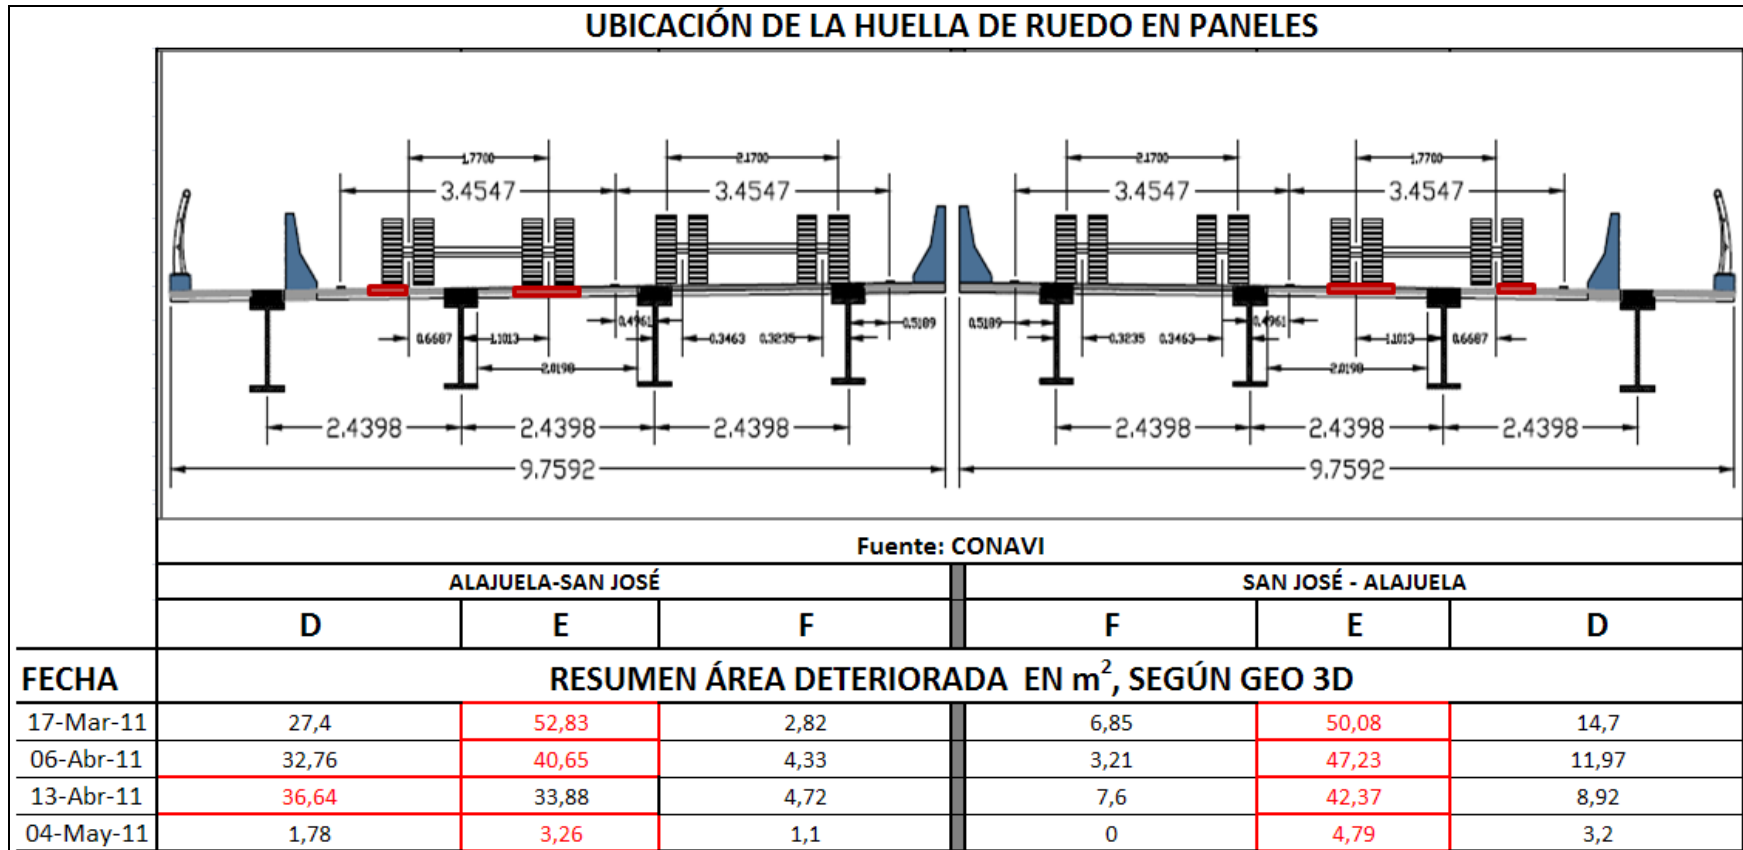 UBICACIÓN DE LA HUELLA DE RUEDO EN PANELES
1.7700 2.1700 2.1700 1.7700
3.4547 3.4547 3.4547 3.4547
0.4961 0.5189 0.5189 0.4961
0.6687 1.1013 0.3463 0.3235 0.3235 0.3463 1.1013 0.6687
2.0198 2.0198
2.4398 2.4398 2.4398 2.4398 2.4398 2.4398
9.7592 9.7592
Fuente: CONAVI
ALAJUELA-SAN JOSÉ SAN JOSÉ - ALAJUELA
D E F F E D
FECHA RESUMEN ÁREA DETERIORADA EN m², SEGÚN GEO 3D
17-Mar-11 27,4 52,83 2,82 6,85 50,08 14,7
06-Abr-11 32,76 40,65 4,33 3,21 47,23 11,97
13-Abr-11 36,64 33,88 4,72 7,6 42,37 8,92
04-May-11 1,78 3,26 1,1 0 4,79 3,2